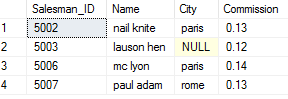 Salesman_ID Name City Commission
1 5002 nail knite paris 0.13
2 5003 lauson hen NULL 0.12
3 5006 mc lyon paris 0.14
4 5007 paul adam rome 0.13